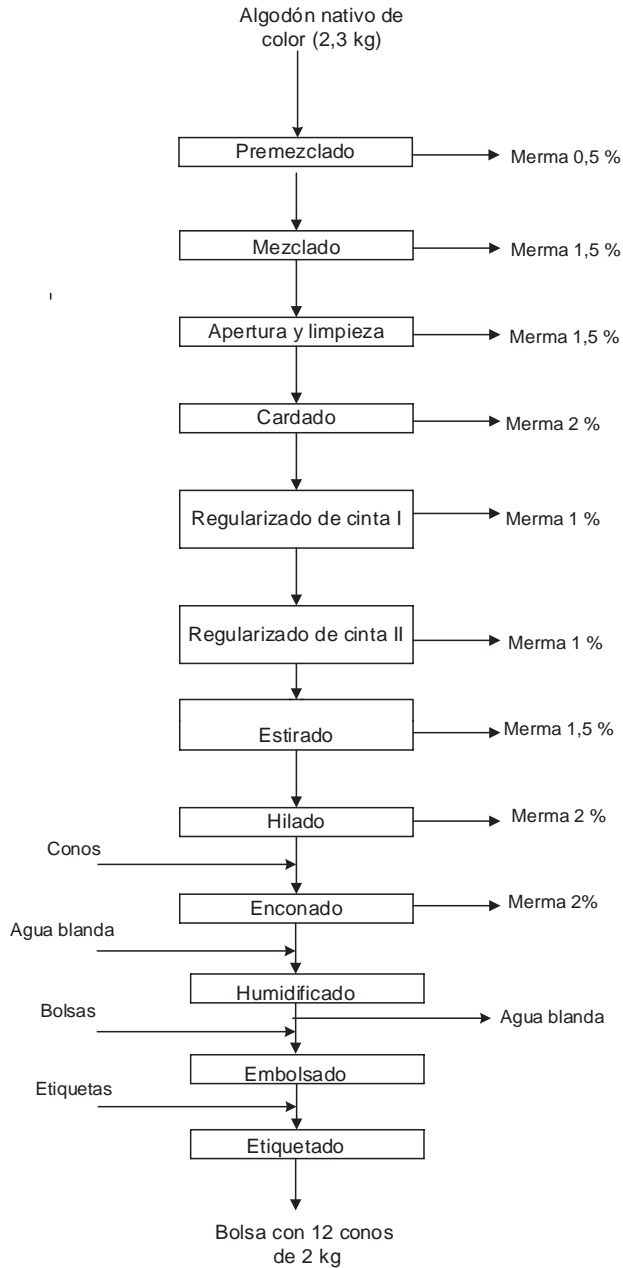 Algodón nativo de
color (2,3 kg)
Premezclado
Merma 0,5 %
Mezclado
Merma 1,5 %
Apertura y limpieza
Merma 1,5 %
Cardado
Merma 2 %
Regularizado de cinta I
Merma 1 %
Regularizado de cinta II
Merma 1 %
Estirado
Merma 1,5 %
Hilado
Merma 2 %
Conos
Enconado
Merma 2%
Agua blanda
Humidificado
Agua blanda
Bolsas
Embolsado
Etiquetas
Etiquetado
Bolsa con 12 conos
de 2 kg